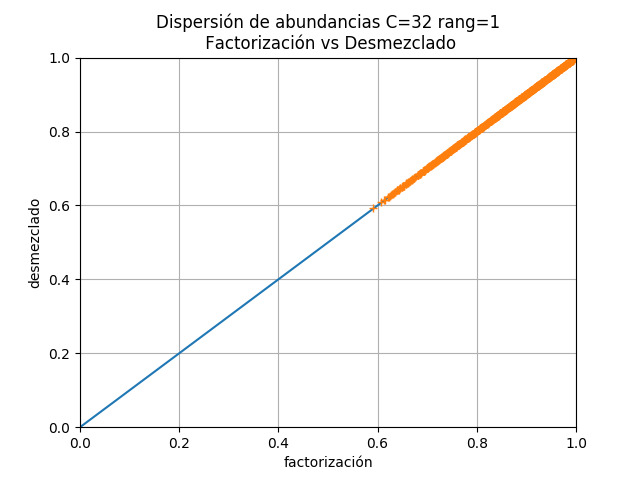 Dispersión de abundancias C=32 rang=1
Factorización vs Desmezclado
1.0
0.8
0.6
0.4
0.2
0.0
desmezclado
0.0 0.2 0.4 0.6 0.8 1.0
factorización